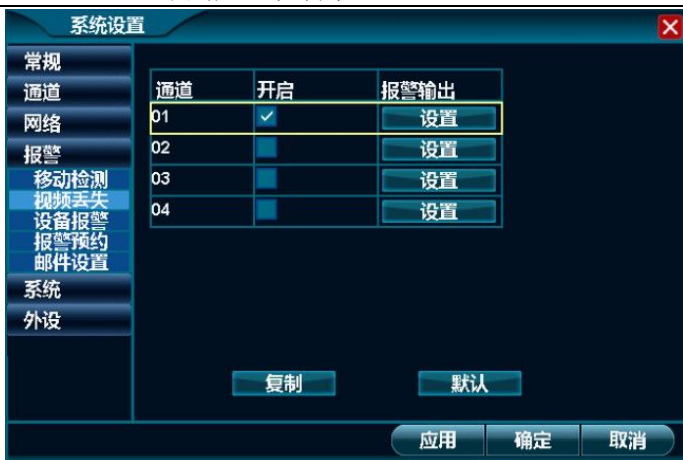 系统设置
常规
通道
网络
报警
移动检测
视频丢失
设备报警
报警预约
邮件设置
系统
外设
通道 开启 报警输出
01 设置
02 设置
03 设置
04 设置
复制 默认
应用 确定 取消